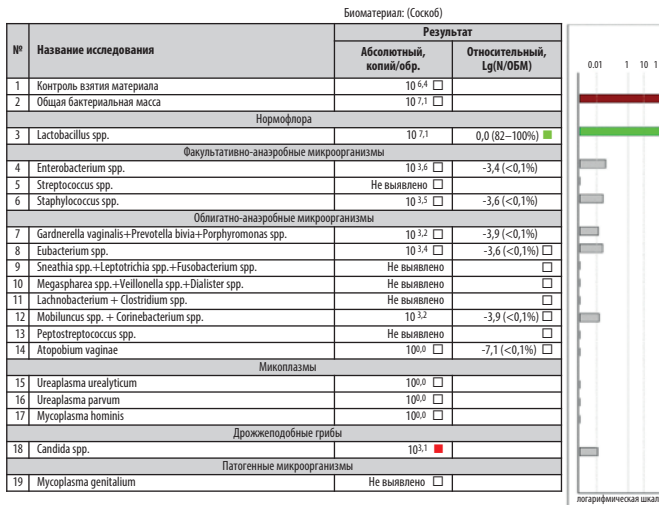 Биоматериал: (Соскоб)
№ Название исследования Результат
Абсолютный, копий/обр. Относительный, Lg(N/ОБМ)
0.01 1 10 1
1 Контроль взятия материала 10 6,4
2 Общая бактериальная масса 10 7,1
Нормофлора
3 Lactobacillus spp. 10 7,1 0,0 (82–100%)
Факультативно-анаэробные микроорганизмы
4 Enterobacterium spp. 10 3,6 -3,4 (<0,1%)
5 Streptococcus spp. Не выявлено
6 Staphylococcus spp. 10 3,5 -3,6 (<0,1%)
Облигатно-анаэробные микроорганизмы
7 Gardnerella vaginalis+Prevotella bivia+Porphyromonas spp. 10 3,2 -3,9 (<0,1%)
8 Eubacterium spp. 10 3,4 -3,6 (<0,1%)
9 Sneathia spp.+Leptotrichia spp.+Fusobacterium spp. Не выявлено
10 Megaspharea spp.+Veillonella spp.+Dialister spp. Не выявлено
11 Lachnobacterium + Clostridium spp. Не выявлено
12 Mobiluncus spp. + Corinebacterium spp. 10 3,2 -3,9 (<0,1%)
13 Peptostreptococcus spp. Не выявлено
14 Atopobium vaginae 10 0,0 -7,1 (<0,1%)
Микоплазмы
15 Ureaplasma urealyticum 10 0,0
16 Ureaplasma parvum 10 0,0
17 Mycoplasma hominis 10 0,0
Дрожжеподобные грибы
18 Candida spp. 10 3,1
Патогенные микроорганизмы
19 Mycoplasma genitalium Не выявлено
логарифмическая шкал